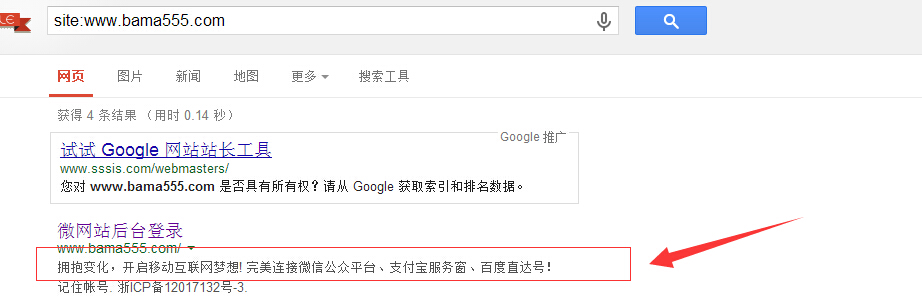 LE
site:www.bama555.com
网页 图片 新闻 地图 更多 搜索工具
获得 4 条结果 (用时 0.14 秒)
Google 推广
试试 Google 网站站长工具
www.sssis.com/webmasters/
您对 www.bama555.com 是否具有所有权? 请从 Google 获取索引和排名数据。
微网站后台登录
www.bama555.com/
拥抱变化，开启移动互联网梦想! 完美连接微信公众平台、支付宝服务窗、百度直达号!
记住帐号. 浙ICP备12017132号-3.